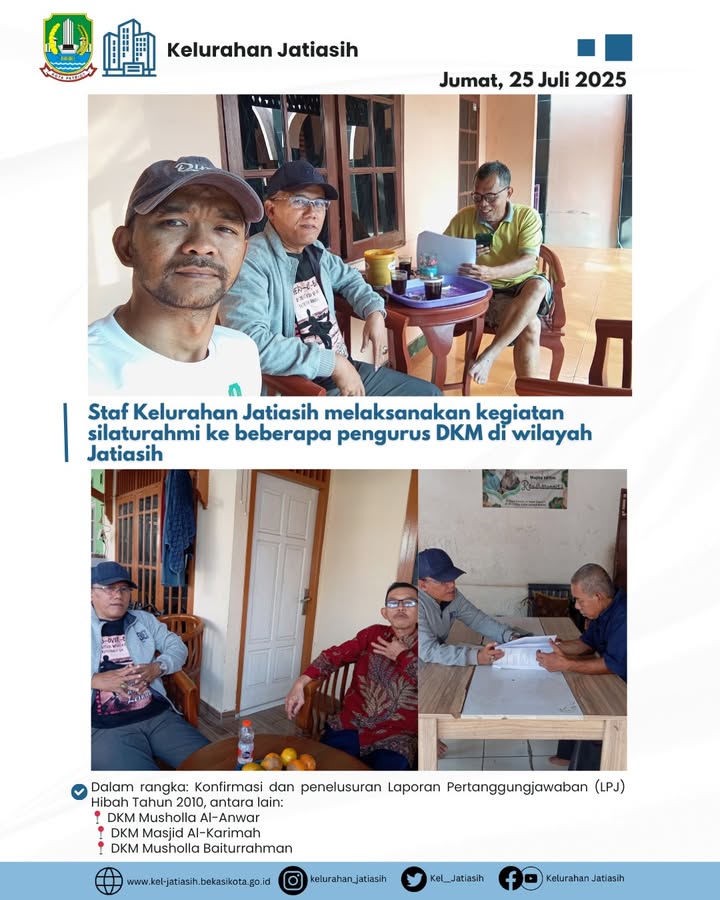 Kelurahan Jatiasih
Jumat, 25 Juli 2025
Staf Kelurahan Jatiasih melaksanakan kegiatan
silaturahmi ke beberapa pengurus DKM di wilayah
Jatiasih
Dalam rangka: Konfirmasi dan penelusuran Laporan Pertanggungjawaban (LPJ)
Hibah Tahun 2010, antara lain:
DKM Musholla Al-Anwar
DKM Masjid Al-Karimah
DKM Musholla Baiturrahman
www.kel-jatiasih.bekasikota.go.id
kelurahan_jatiasih
Kel__Jatiasih
Kelurahan Jatiasih